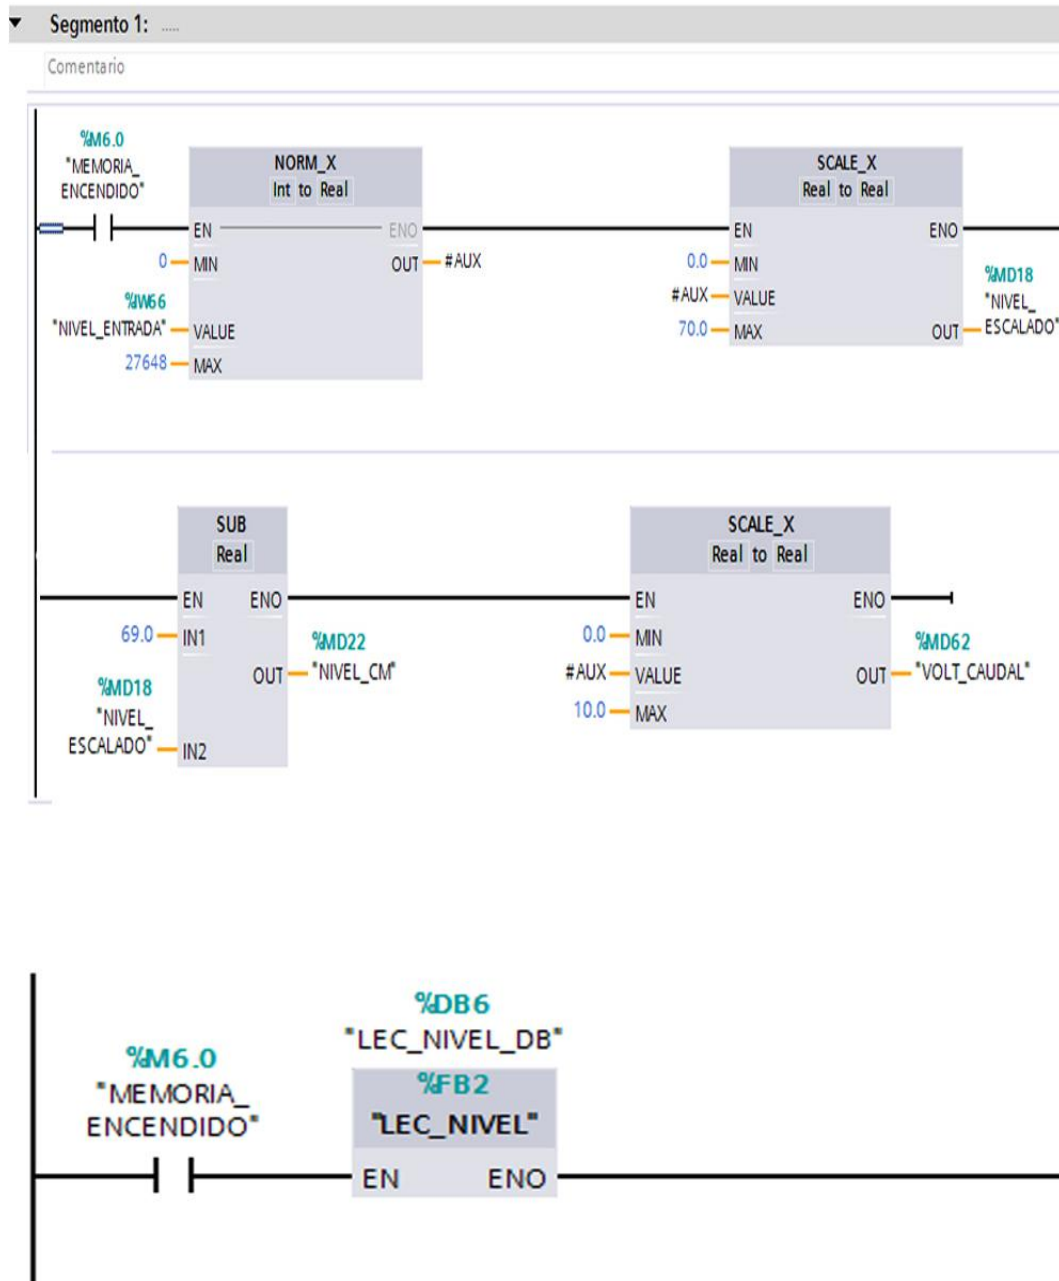 Segmento 1: .....
Comentario
%M6.0
"MEMORIA_
ENCENDIDO"
NORM_X
Int to Real
EN
ENO
0
MIN
OUT
#AUX
%IW66
"NIVEL_ENTRADA"
VALUE
27648
MAX
SCALE_X
Real to Real
EN
ENO
0.0
MIN
#AUX
VALUE
70.0
MAX
%MD18
"NIVEL_
ESCALADO"
OUT
SUB
Real
EN
ENO
69.0
IN1
%MD22
"NIVEL_CM"
OUT
%MD18
"NIVEL_
ESCALADO"
IN2
SCALE_X
Real to Real
EN
ENO
0.0
MIN
#AUX
VALUE
10.0
MAX
%MD62
"VOLT_CAUDAL"
OUT
%DB6
"LEC_NIVEL_DB"
%M6.0
"MEMORIA_
ENCENDIDO"
%FB2
"LEC_NIVEL"
EN
ENO